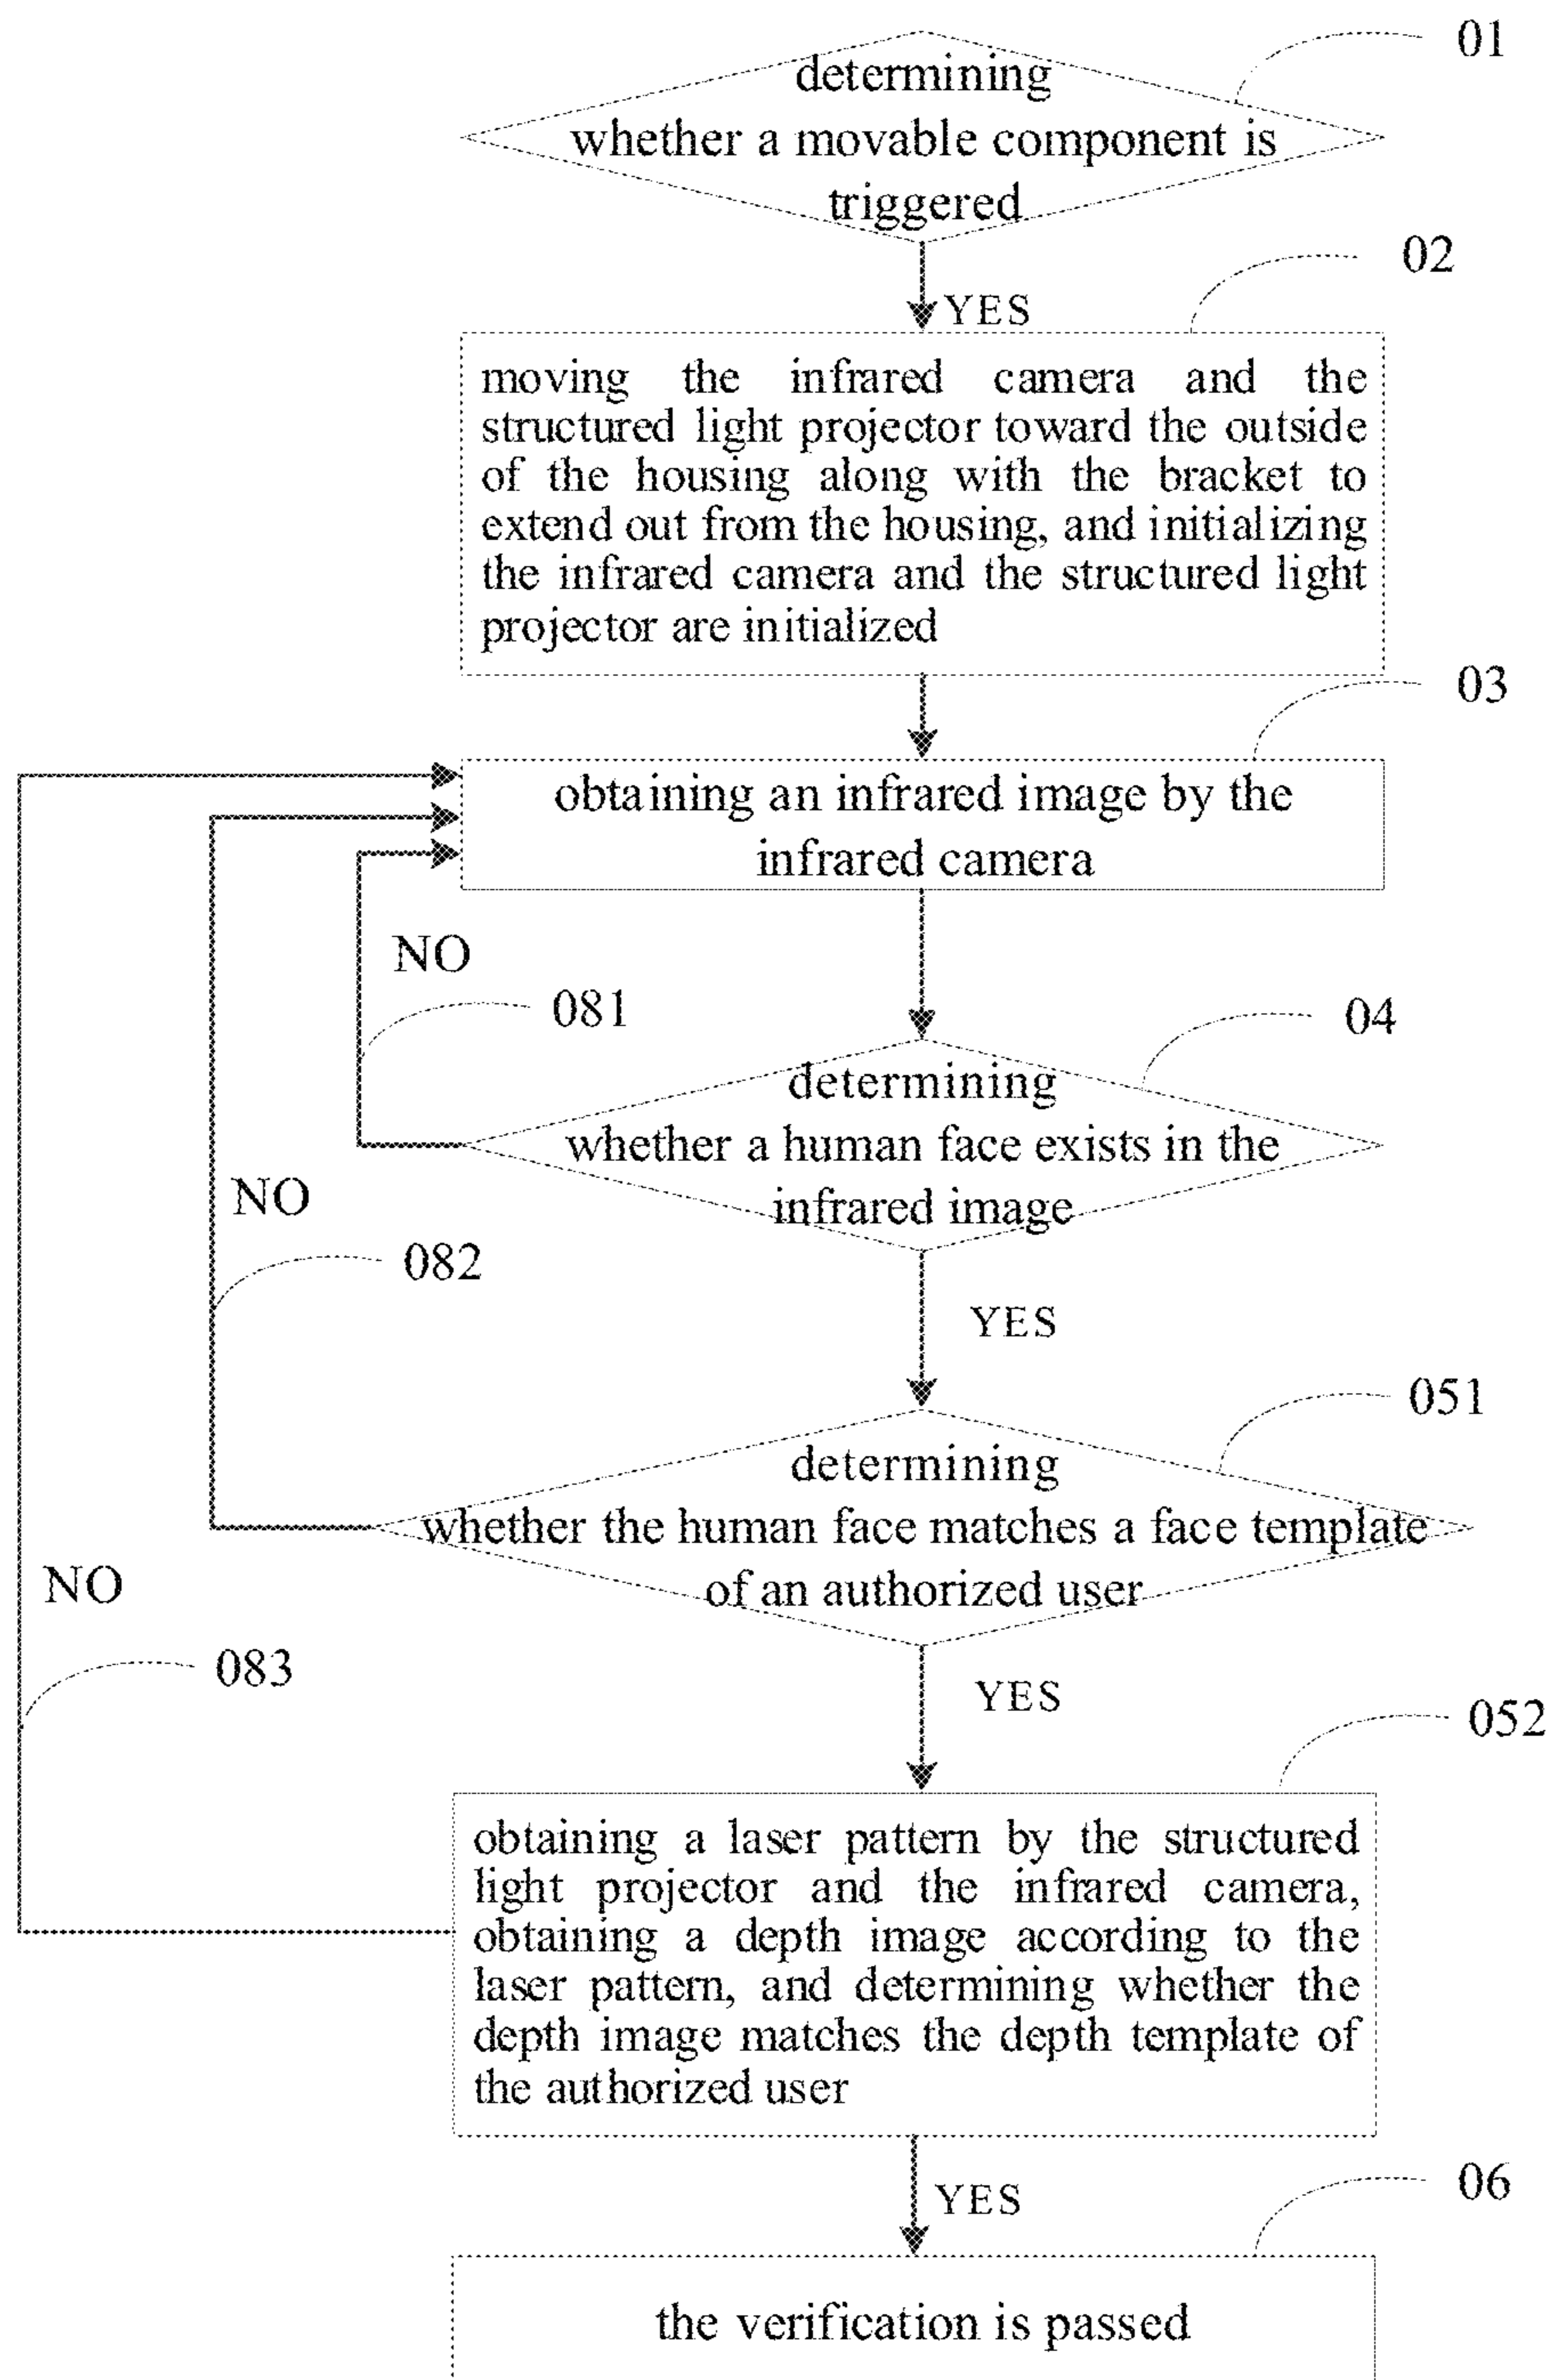 01
determining
whether a movable component is
triggered
02
YES
moving the infrared camera and the
structured light projector toward the outside
of the housing along with the bracket to
extend out from the housing, and initializing
the infrared camera and the structured light
projector are initialized
03
obtaining an infrared image by the
infrared camera
NO
081
04
determining
whether a human face exists in the
infrared image
NO
082
YES
051
determining
whether the human face matches a face template
of an authorized user
NO
083
YES
052
obtaining a laser pattern by the structured
light projector and the infrared camera,
obtaining a depth image according to the
laser pattern, and determining whether the
depth image matches the depth template of
the authorized user
06
YES
the verification is passed